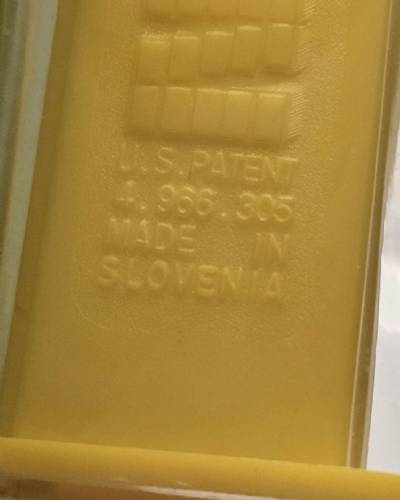 U.S.PATENT
4.966.305
MADE IN
SLOVENIA